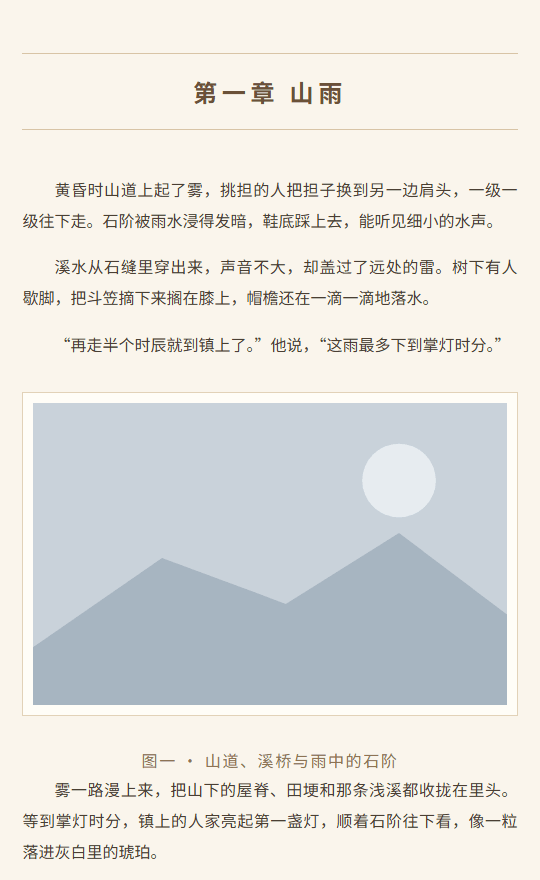 第一章 山雨
黄昏时山道上起了雾，挑担的人把担子换到另一边肩头，一级一
级往下走。石阶被雨水浸得发暗，鞋底踩上去，能听见细小的水声。
溪水从石缝里穿出来，声音不大，却盖过了远处的雷。树下有人
歇脚，把斗笠摘下来搁在膝上，帽檐还在一滴一滴地落水。
“再走半个时辰就到镇上了。”他说，“这雨最多下到掌灯时分。”
图一 · 山道、溪桥与雨中的石阶
雾一路漫上来，把山下的屋脊、田埂和那条浅溪都收拢在里头。
等到掌灯时分，镇上的人家亮起第一盏灯，顺着石阶往下看，像一粒
落进灰白里的琥珀。